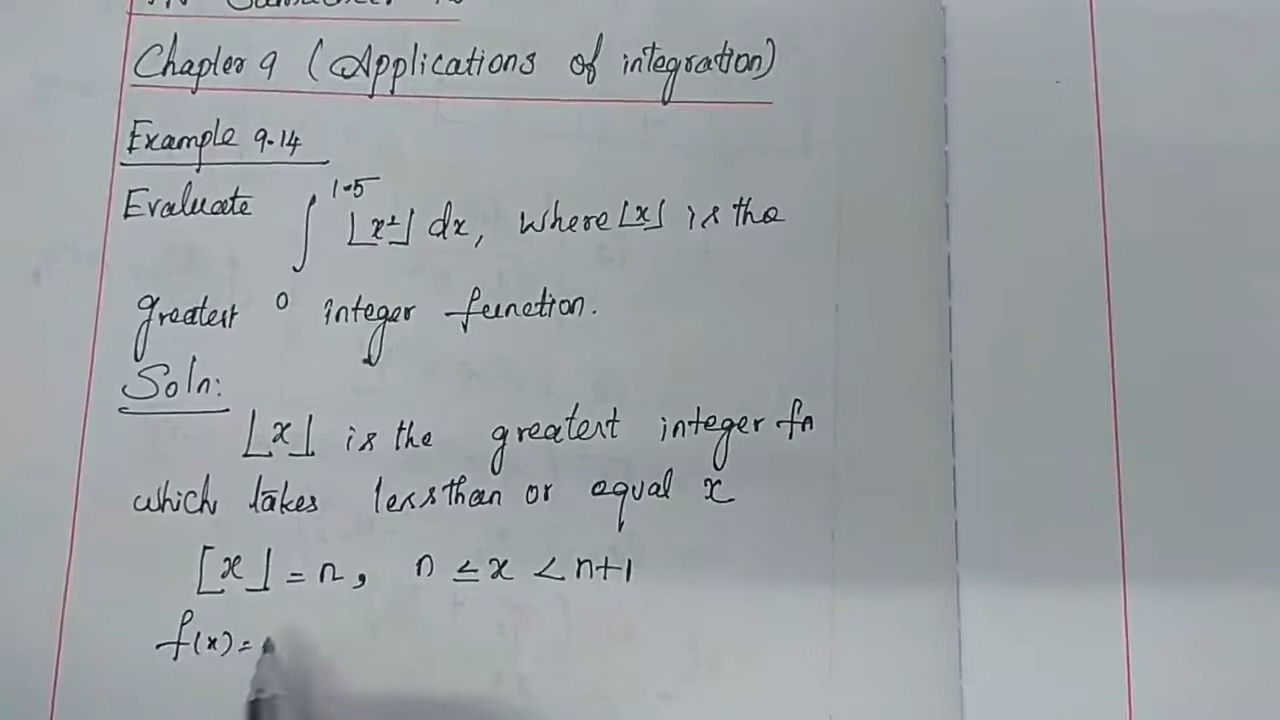 Chapter 9 (Applications of integration)
Example 9.14
Evaluate ∫₀^1.5 ⌊x²⌋ dx, where ⌊x⌋ is the
greatest integer function.
Soln:
⌊x⌋ is the greatest integer fn
which takes less than or equal x
⌊x⌋ = n, n ≤ x < n+1
f(x) =